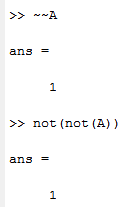 >> ~~A
ans =
1
>> not(not(A))
ans =
1